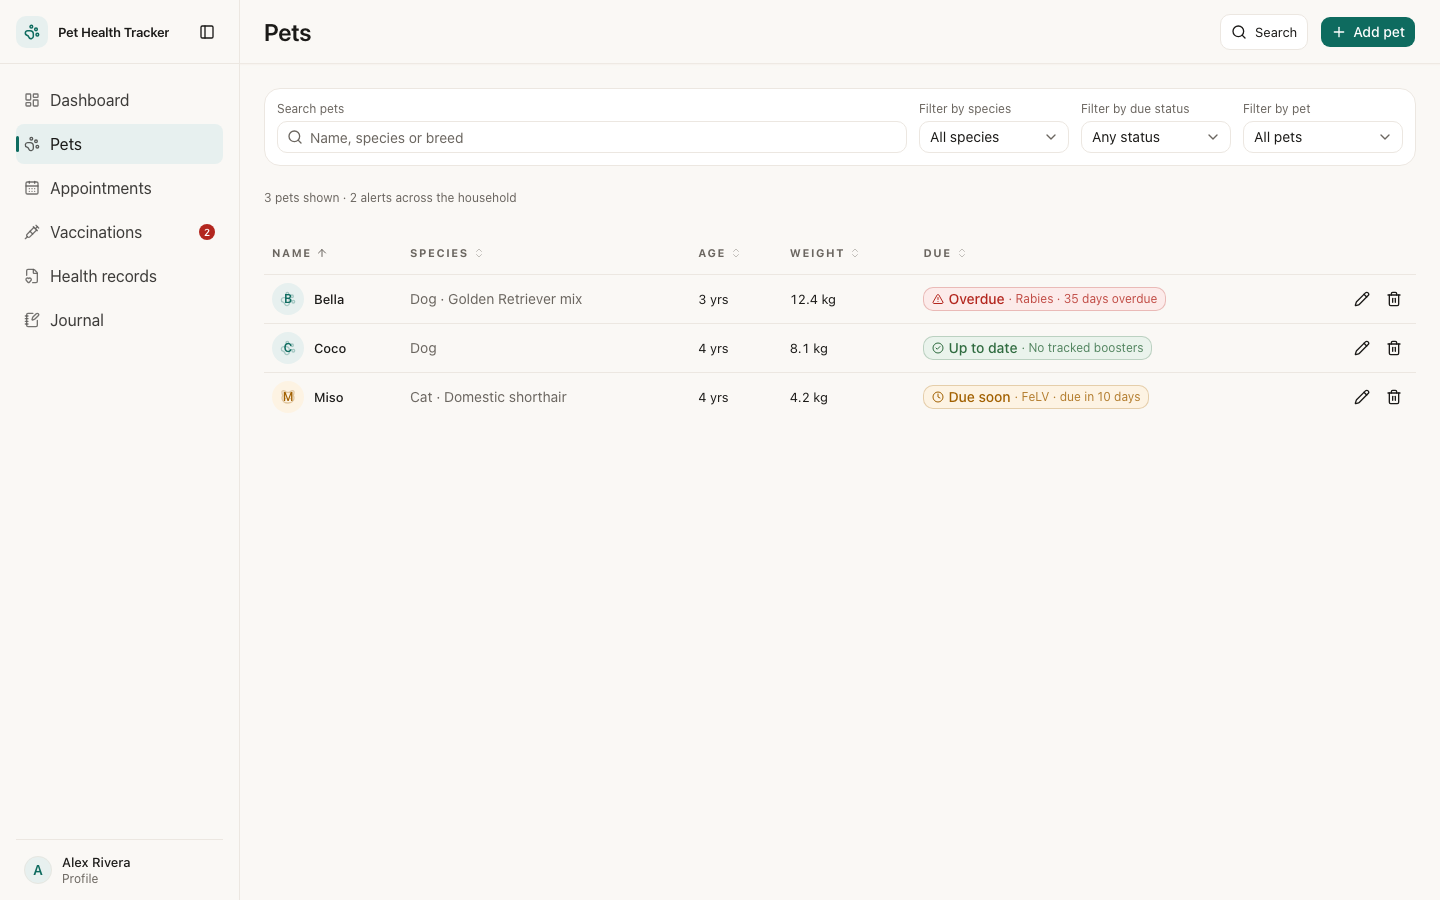 Pet Health Tracker
Dashboard
Pets
Appointments
Vaccinations 2
Health records
Journal
A
Alex Rivera
Profile
Pets
Search
Add pet
Search pets
Name, species or breed
Filter by species
All species
Filter by due status
Any status
Filter by pet
All pets
3 pets shown · 2 alerts across the household
NAME SPECIES AGE WEIGHT DUE
B Bella Dog · Golden Retriever mix 3 yrs 12.4 kg Overdue · Rabies · 35 days overdue
C Coco Dog 4 yrs 8.1 kg Up to date · No tracked boosters
M Miso Cat · Domestic shorthair 4 yrs 4.2 kg Due soon · FeLV · due in 10 days